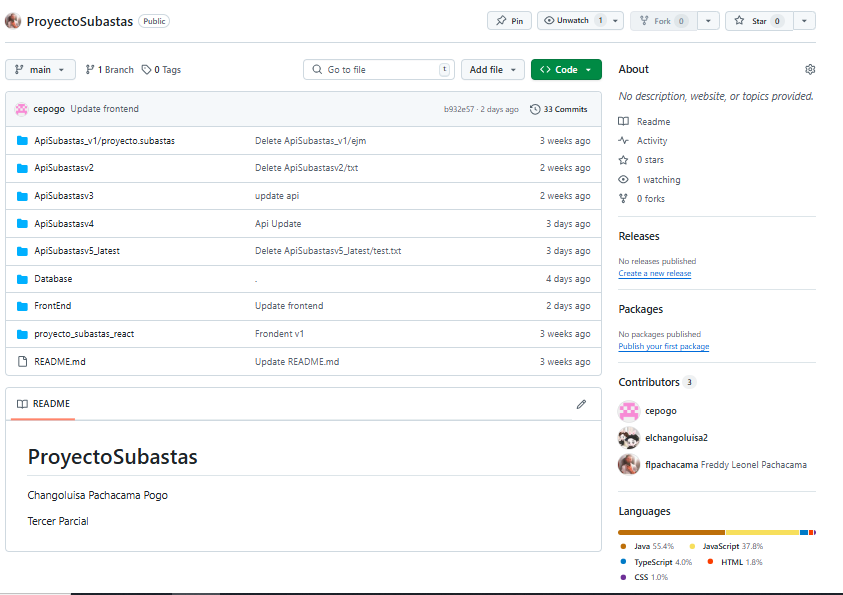 ProyectoSubastas Public Pin Unwatch 1 Fork 0 Star 0
main 1 Branch 0 Tags Go to file t Add file Code
cepogo Update frontend b932e57 · 2 days ago 33 Commits
ApiSubastas_v1/proyecto.subastas Delete ApiSubastas_v1/ejm 3 weeks ago
ApiSubastasv2 Delete ApiSubastasv2/txt 2 weeks ago
ApiSubastasv3 update api 2 weeks ago
ApiSubastasv4 Api Update 3 days ago
ApiSubastasv5_latest Delete ApiSubastasv5_latest/test.txt 3 days ago
Database . 4 days ago
FrontEnd Update frontend 2 days ago
proyecto_subastas_react Frondent v1 3 weeks ago
README.md Update README.md 3 weeks ago
README
ProyectoSubastas
Changoluisa Pachacama Pogo
Tercer Parcial
About
No description, website, or topics provided.
Readme
Activity
0 stars
1 watching
0 forks
Releases
No releases published
Create a new release
Packages
No packages published
Publish your first package
Contributors 3
cepogo
elchangoluisa2
flpachacama Freddy Leonel Pachacama
Languages
Java 55.4% JavaScript 37.8%
TypeScript 4.0% HTML 1.8%
CSS 1.0%